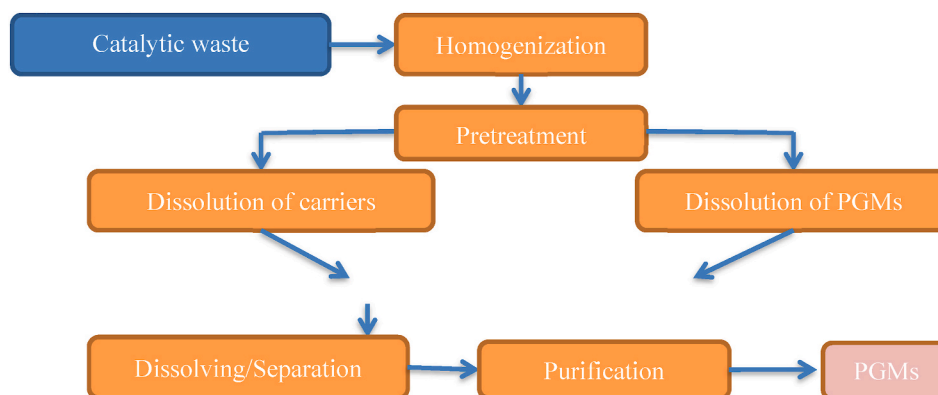 Catalytic waste
Homogenization
Pretreatment
Dissolution of carriers
Dissolution of PGMs
Dissolving/Separation
Purification
PGMs